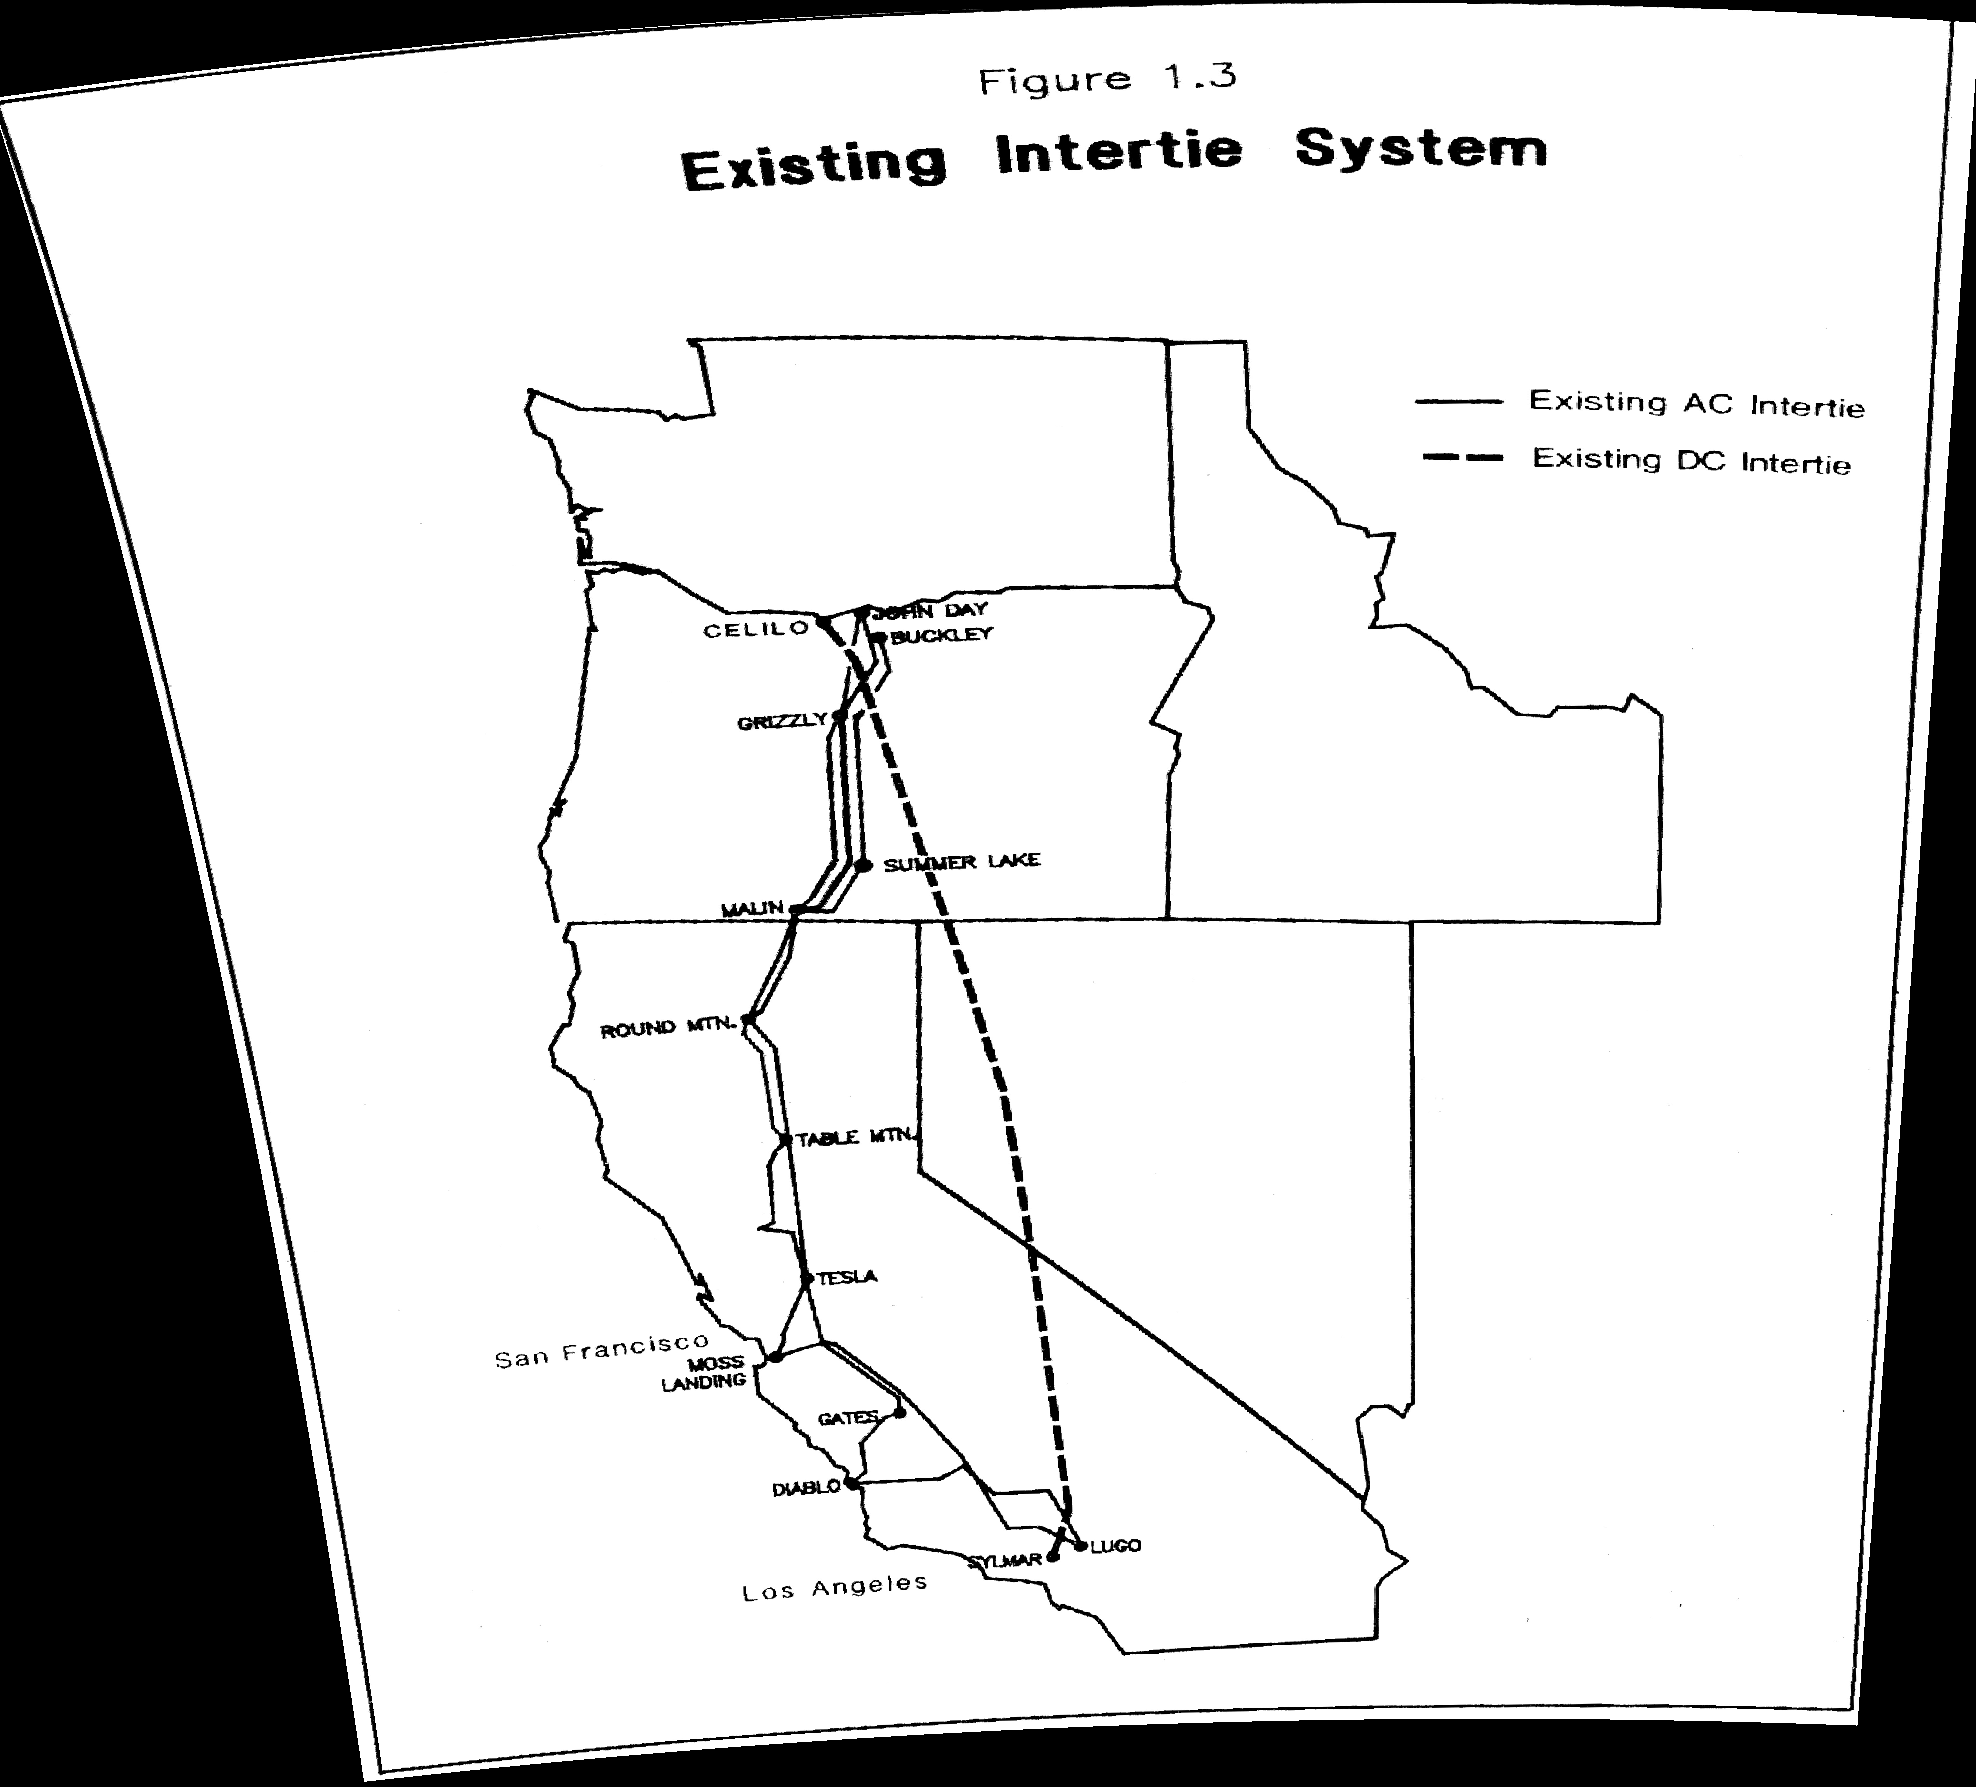 Figure 1.3
Existing Intertie System
Existing AC Intertie
Existing DC Intertie
JOHN DAY
CELILO
BUCKLEY
GRIZZLY
SUMMER LAKE
MALIN
ROUND MTN.
TABLE MTN.
TESLA
San Francisco
MOSS
LANDING
GATES
DIABLO
LUGO
SYLMAR
Los Angeles